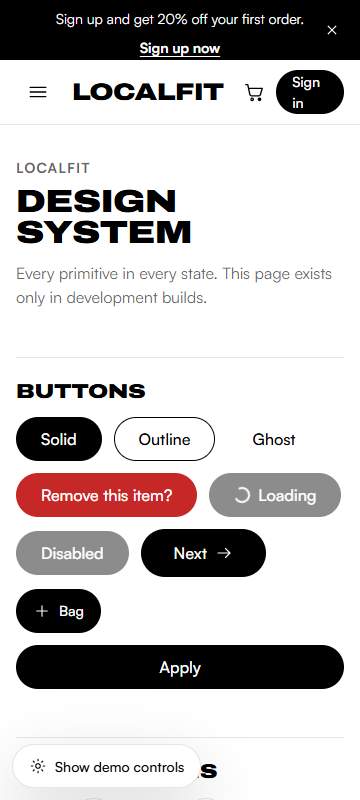 Sign up and get 20% off your first order.
Sign up now
LOCALFIT
Sign
in
LOCALFIT
DESIGN
SYSTEM
Every primitive in every state. This page exists
only in development builds.
BUTTONS
Solid
Outline
Ghost
Remove this item?
Loading
Disabled
Next
Bag
Apply
Show demo controls